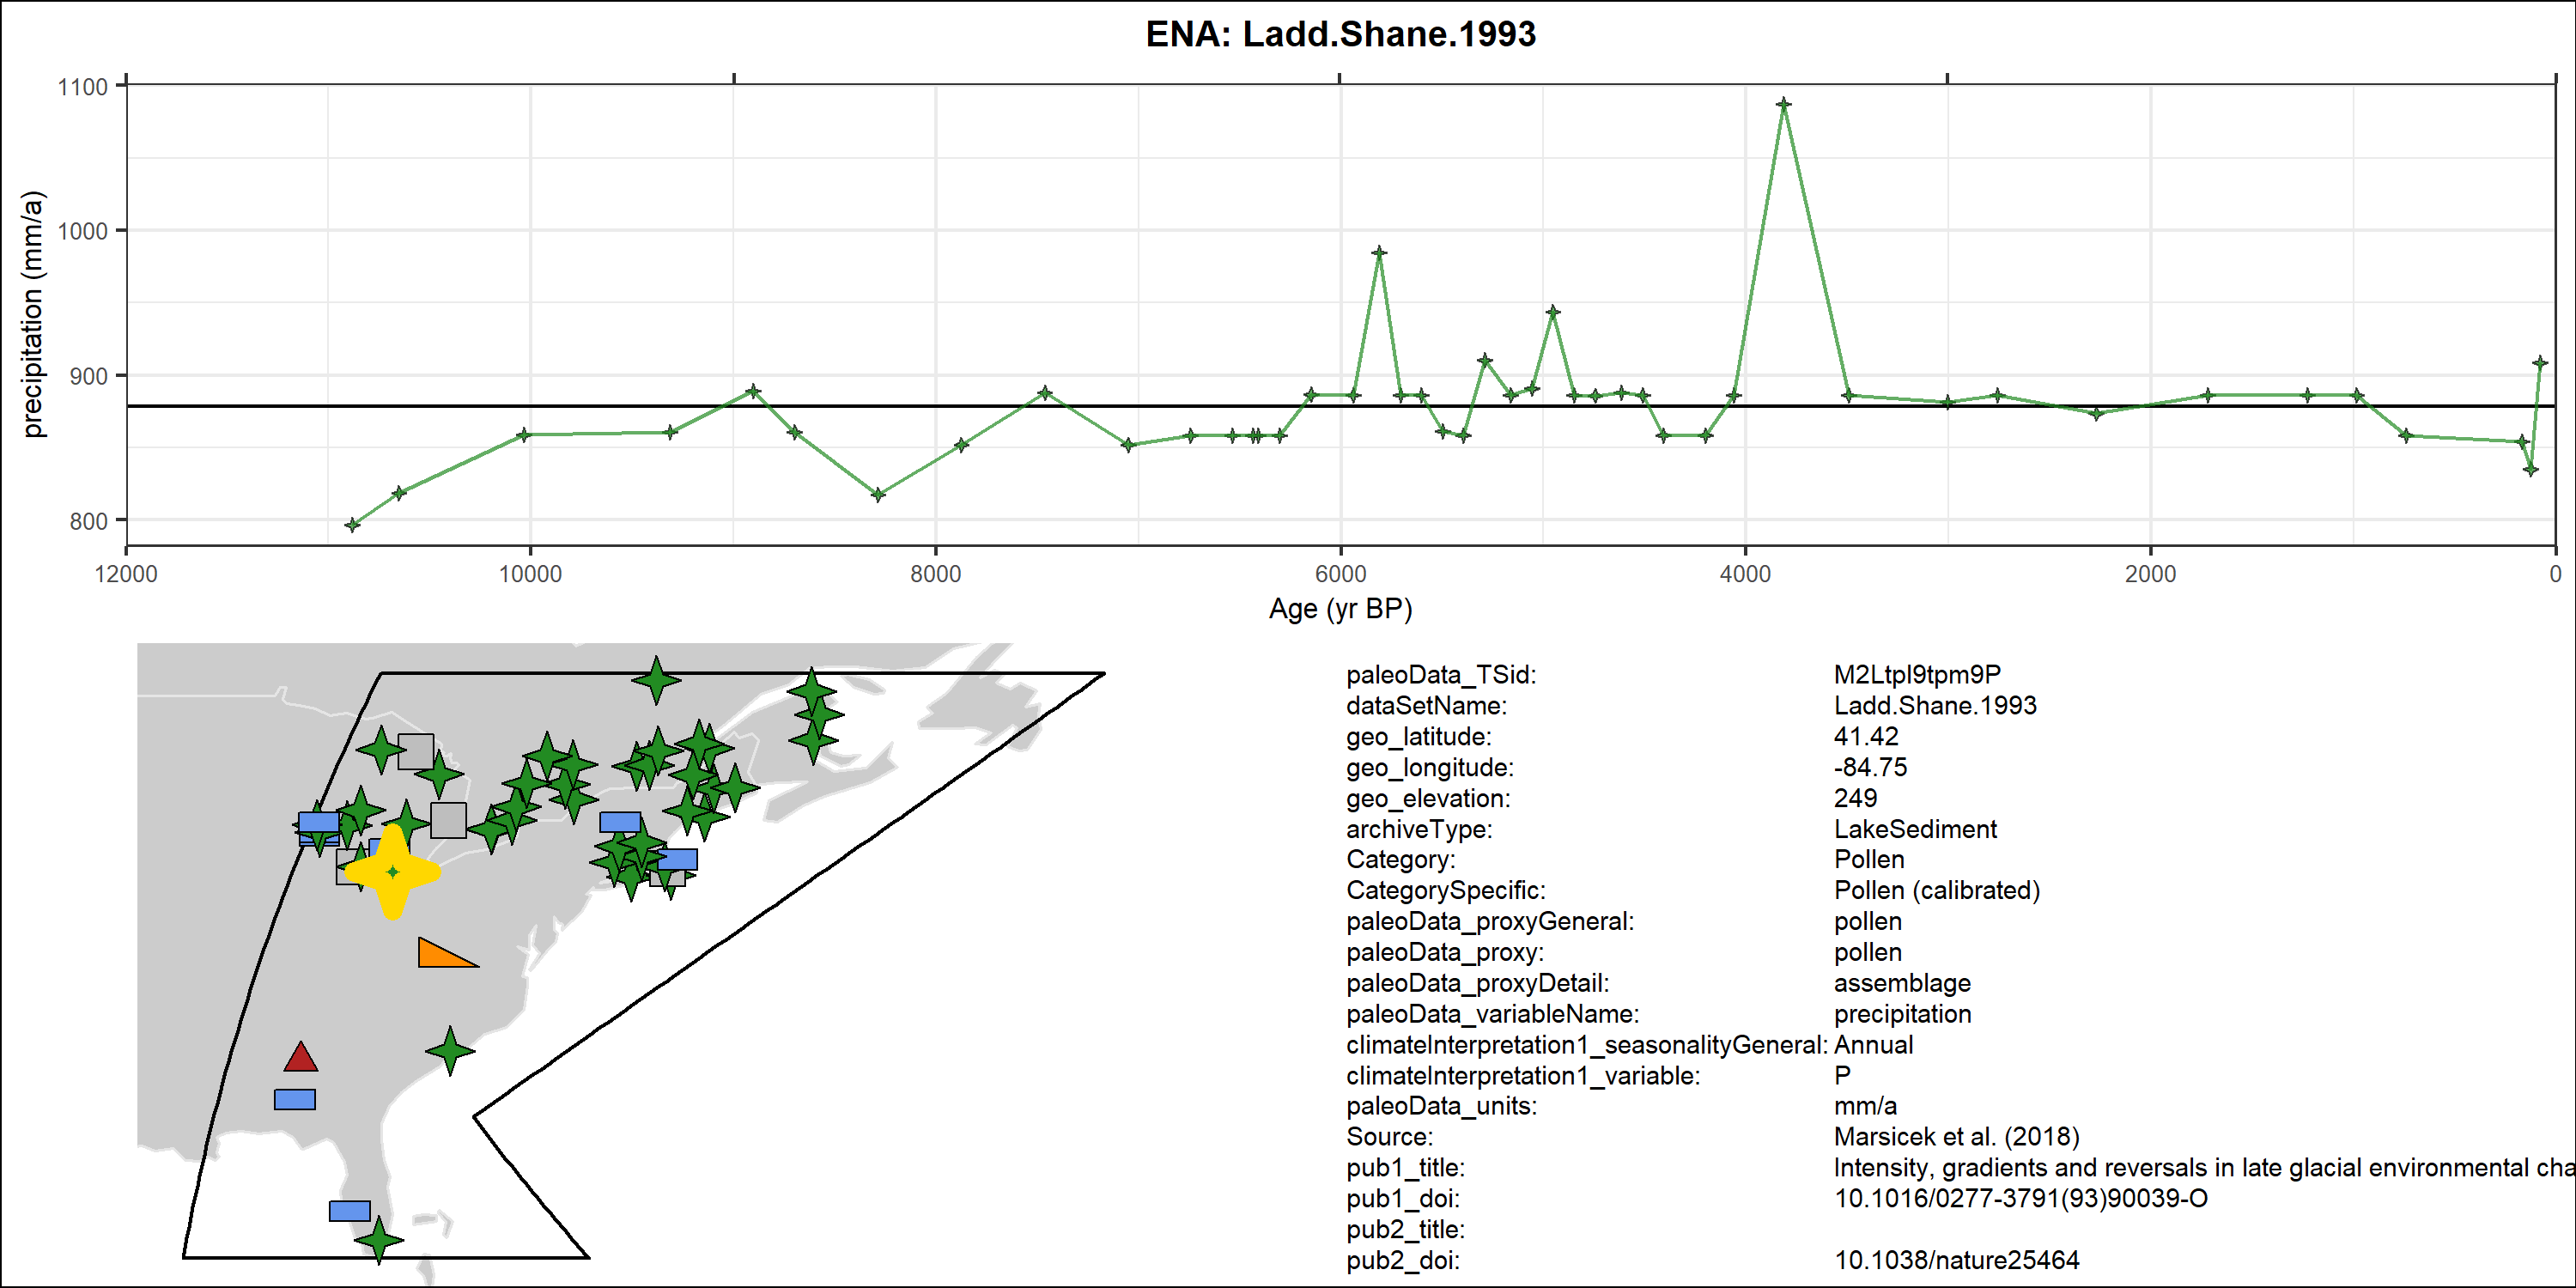 ENA: Ladd.Shane.1993
1100
1000
900
800
precipitation (mm/a)
12000 10000 8000 6000 4000 2000 0
Age (yr BP)
paleoData_TSid: M2Ltpl9tpm9P
dataSetName: Ladd.Shane.1993
geo_latitude: 41.42
geo_longitude: -84.75
geo_elevation: 249
archiveType: LakeSediment
Category: Pollen
CategorySpecific: Pollen (calibrated)
paleoData_proxyGeneral: pollen
paleoData_proxy: pollen
paleoData_proxyDetail: assemblage
paleoData_variableName: precipitation
climateInterpretation1_seasonalityGeneral: Annual
climateInterpretation1_variable: P
paleoData_units: mm/a
Source: Marsicek et al. (2018)
pub1_title: Intensity, gradients and reversals in late glacial environmental cha
pub1_doi: 10.1016/0277-3791(93)90039-O
pub2_title:
pub2_doi: 10.1038/nature25464